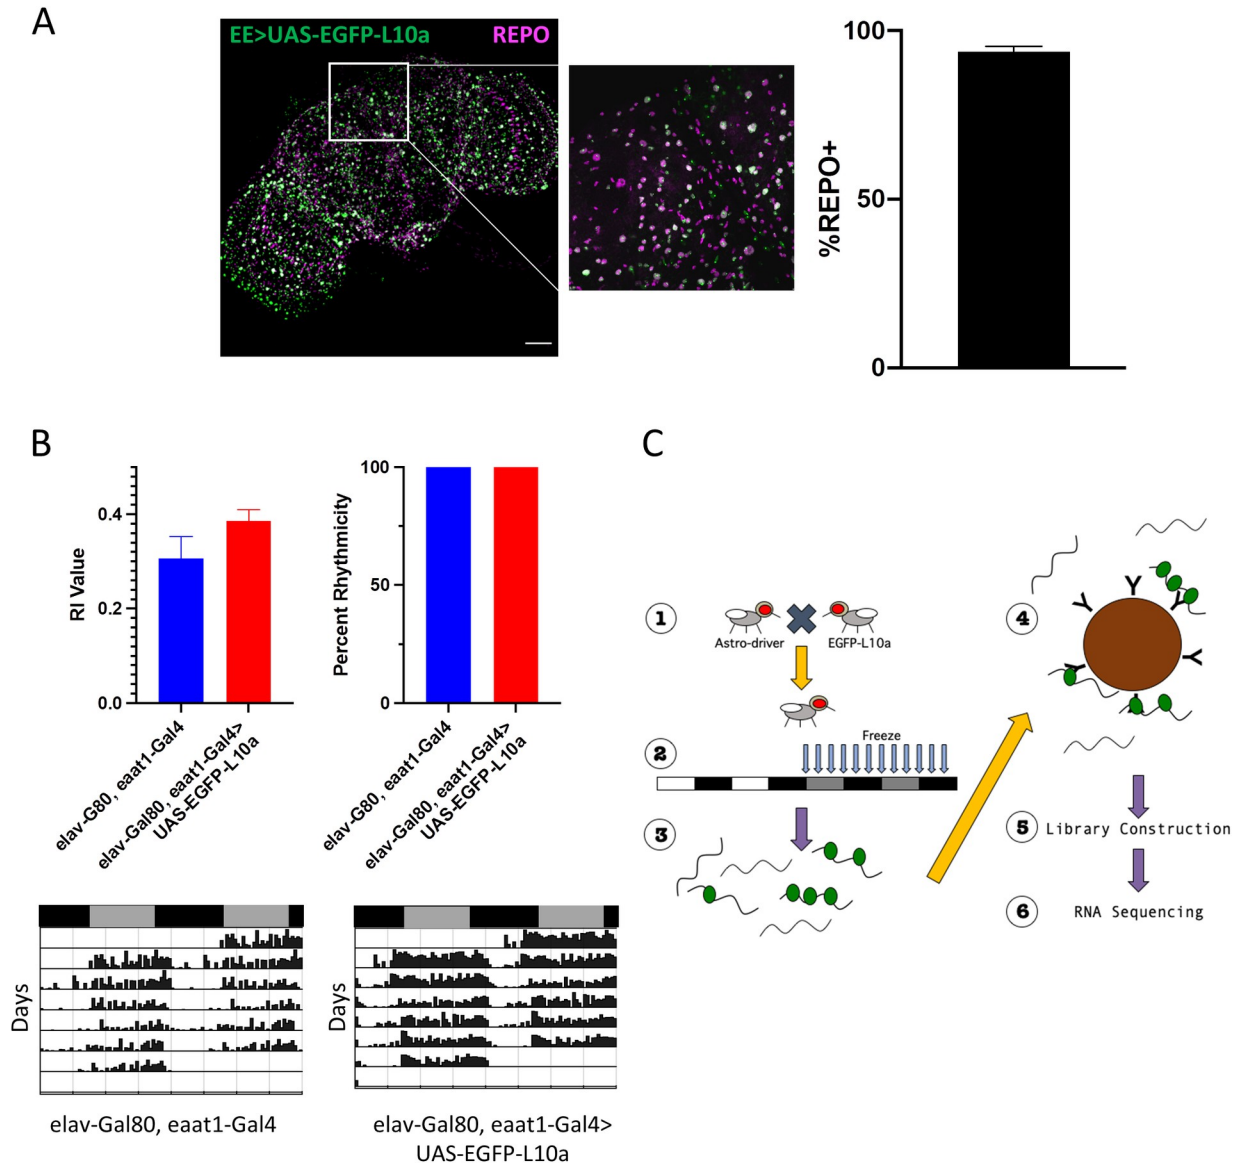 A
EE>UAS-EGFP-L10a REPO
%REPO+
100
50
0
B
RI Value
0.4
0.2
0.0
elav-G80, eaat1-Gal4
elav-Gal80, eaat1-Gal4>
UAS-EGFP-L10a
Percent Rhythmicity
100
50
0
elav-G80, eaat1-Gal4
elav-Gal80, eaat1-Gal4>
UAS-EGFP-L10a
Days
elav-Gal80, eaat1-Gal4
Days
elav-Gal80, eaat1-Gal4>
UAS-EGFP-L10a
C
1
Astro-driver EGFP-L10a
2
Freeze
3
4
Y Y Y Y Y Y
5 Library Construction
6 RNA Sequencing